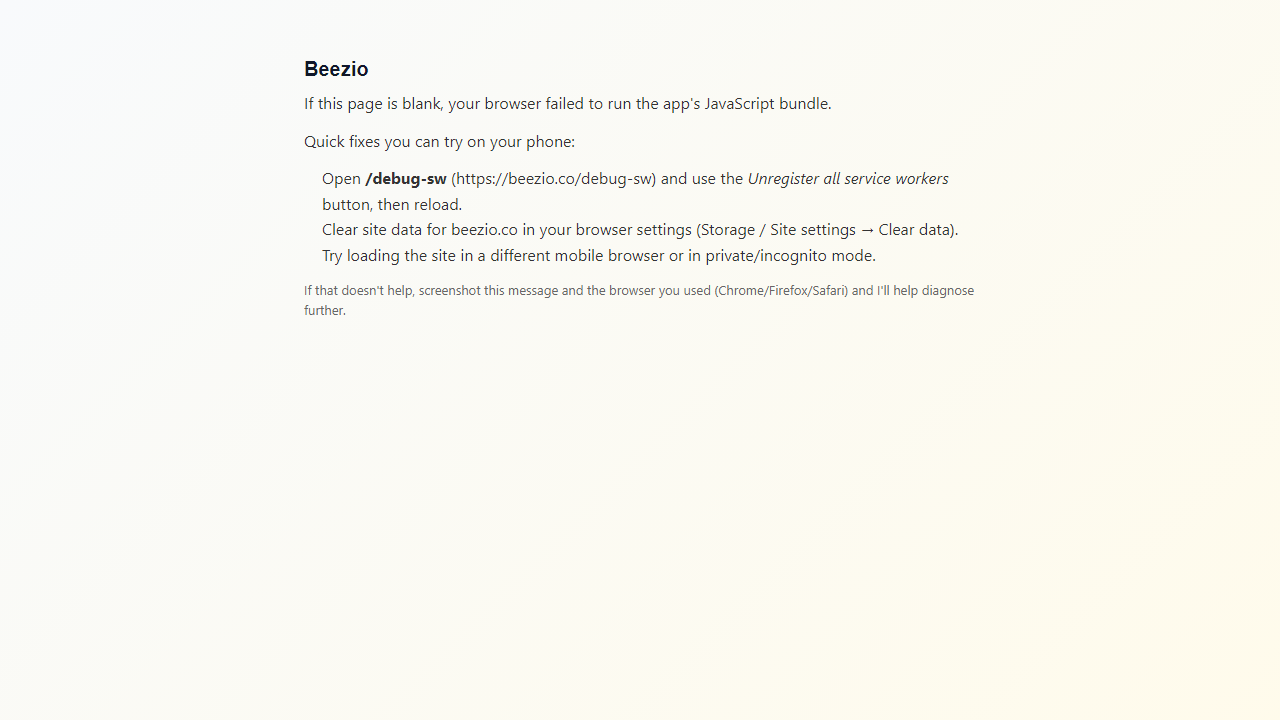 Beezio
If this page is blank, your browser failed to run the app's JavaScript bundle.
Quick fixes you can try on your phone:
Open /debug-sw (https://beezio.co/debug-sw) and use the Unregister all service workers
button, then reload.
Clear site data for beezio.co in your browser settings (Storage / Site settings → Clear data).
Try loading the site in a different mobile browser or in private/incognito mode.
If that doesn't help, screenshot this message and the browser you used (Chrome/Firefox/Safari) and I'll help diagnose
further.